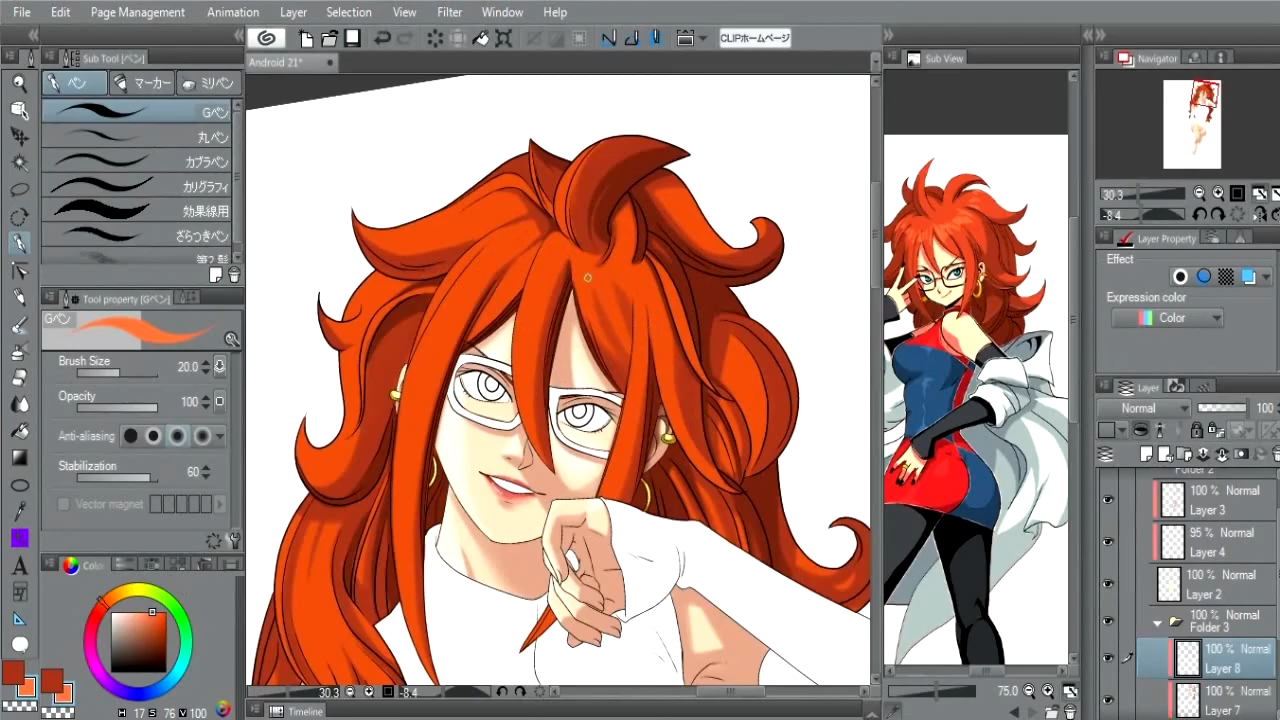 File Edit Page Management Animation Layer Selection View Filter Window Help
Sub Tool [ペン]
CLIPホームページ
Sub View
Navigator
Android 21*
ペン マーカー ミリペン
Gペン
丸ペン
カブラペン
カリグラフィ
効果線用
ざらつきペン
Tool property [Gペン]
Gペン
Brush Size 20.0
Opacity 100
Anti-aliasing
Stabilization 60
Vector magnet
Color
H 17 S 76 V 100
30.3 -8.4
Timeline
75.0
30.3
-8.4
Layer Property
Effect
Expression color
Color
Layer
Normal 100
Folder 2
100 % Normal
Layer 3
95 % Normal
Layer 4
100 % Normal
Layer 2
100 % Normal
Folder 3
100 % Normal
Layer 8
100 % Normal
Layer 7